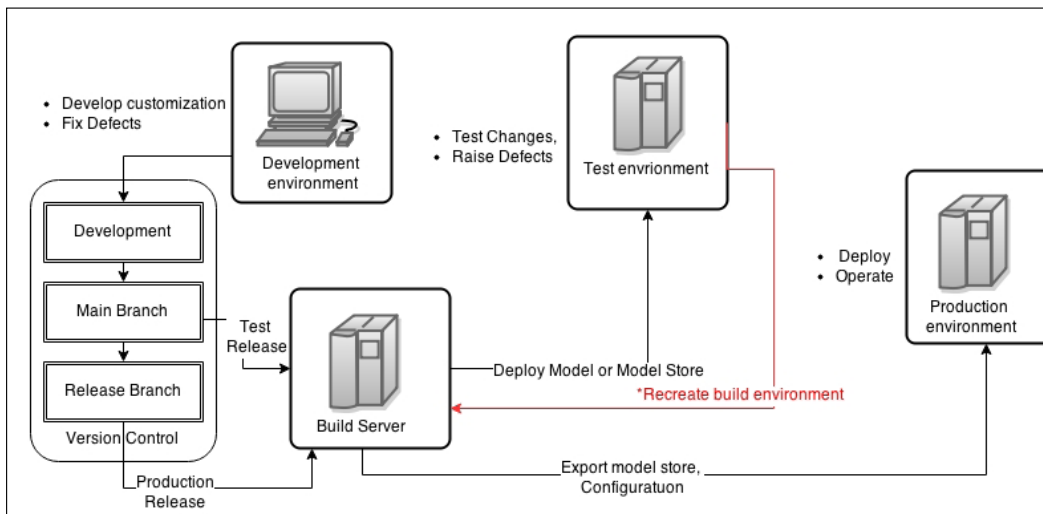 • Develop customization
• Fix Defects
Development
environment
• Test Changes,
• Raise Defects
Test envrionment
Development
Main Branch
Release Branch
Version Control
Test
Release
Build Server
Deploy Model or Model Store
*Recreate build environment
• Deploy
• Operate
Production
environment
Production
Release
Export model store,
Configuratuon